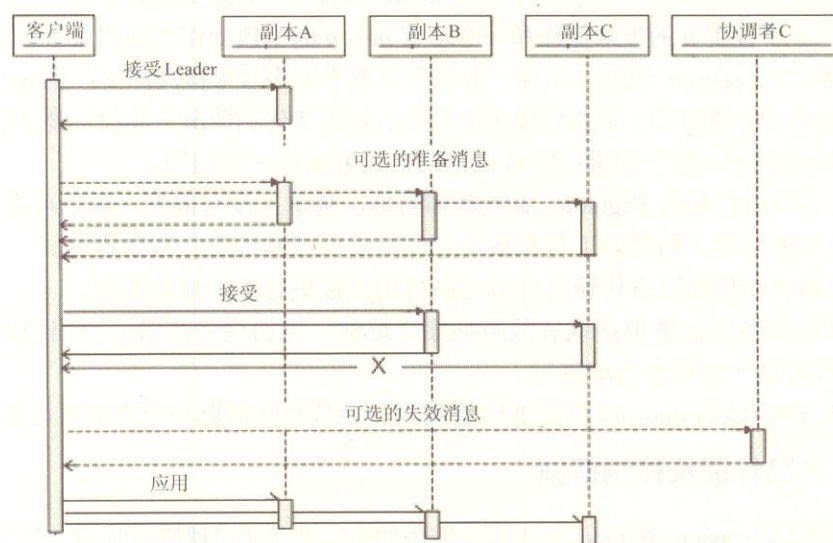 客户端
副本A
副本B
副本C
协调者C
接受Leader
可选的准备消息
接受
X
可选的失效消息
应用